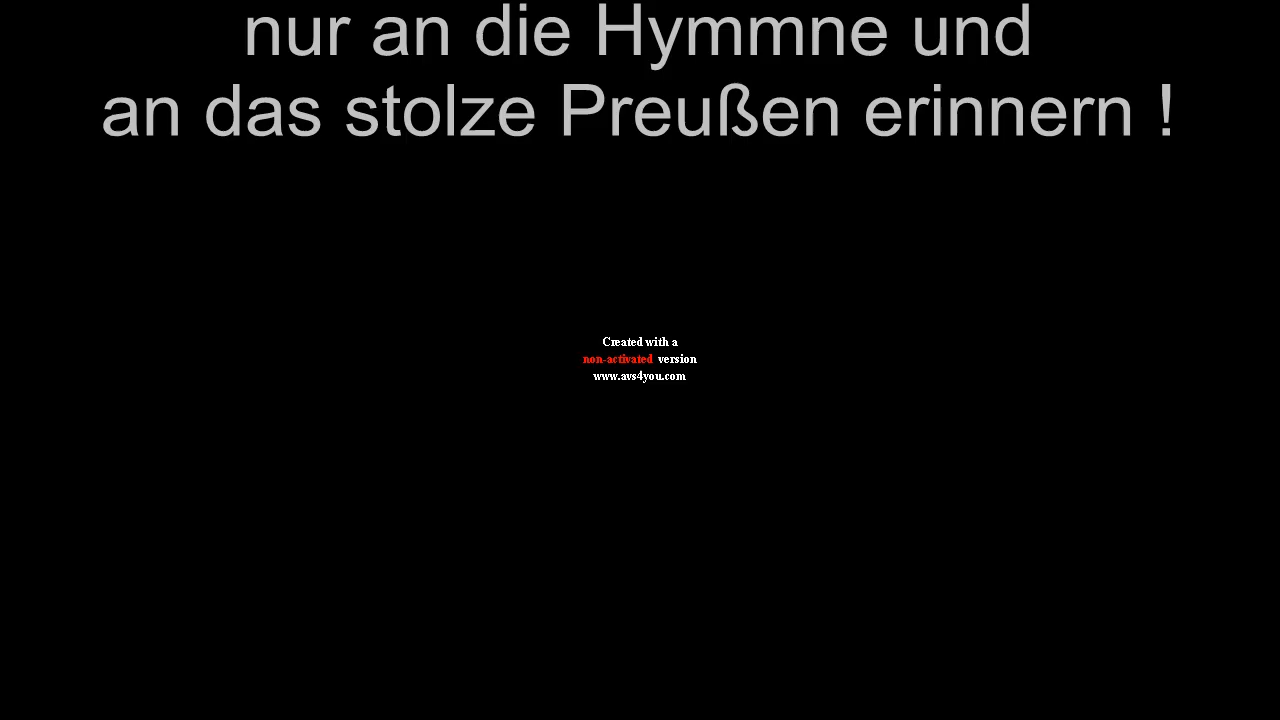 nur an die Hymmne und
an das stolze Preußen erinnern !
Created with a
non-activated version
www.avs4you.com